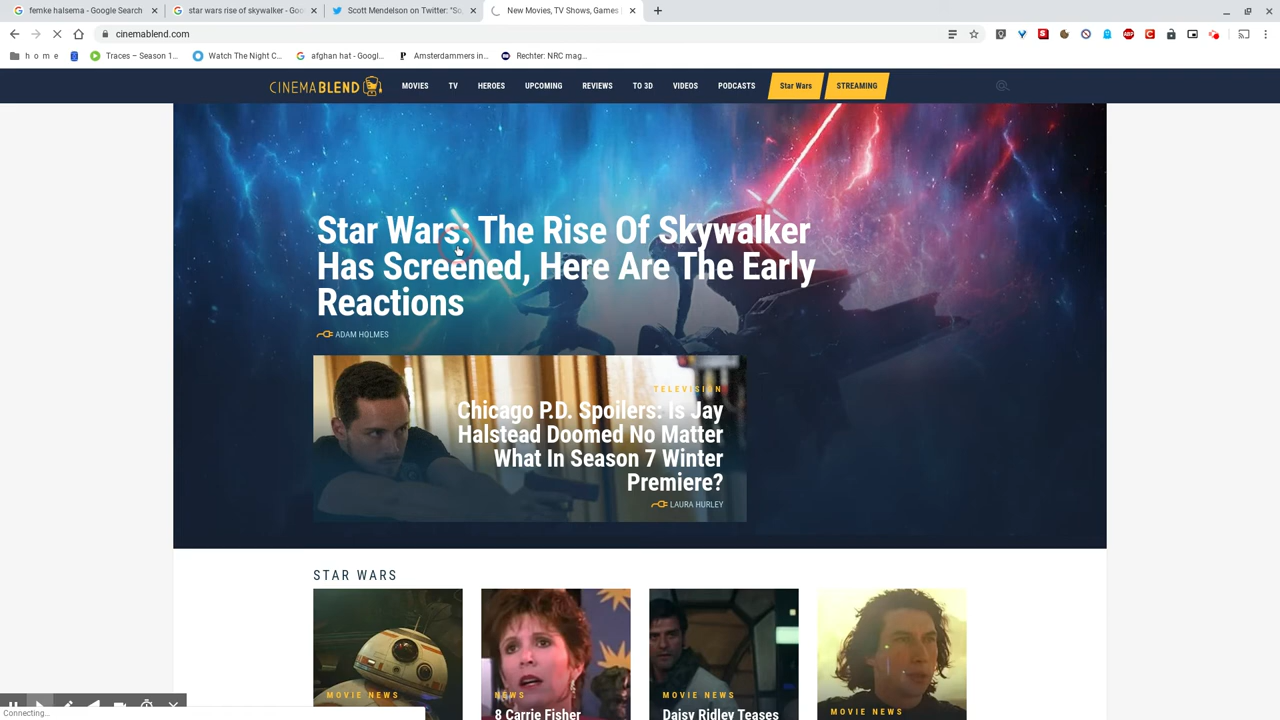 femke halsema - Google Search
star wars rise of skywalker - Goo
Scott Mendelson on Twitter: "So,
New Movies, TV Shows, Games
cinemablend.com
h o m e
Traces – Season 1...
Watch The Night C...
afghan hat - Googl...
Amsterdammers in...
Rechter: NRC mag...
CINEMABLEND
MOVIES
TV
HEROES
UPCOMING
REVIEWS
TO 3D
VIDEOS
PODCASTS
Star Wars
STREAMING
Star Wars: The Rise Of Skywalker
Has Screened, Here Are The Early
Reactions
ADAM HOLMES
TELEVISION
Chicago P.D. Spoilers: Is Jay
Halstead Doomed No Matter
What In Season 7 Winter
Premiere?
LAURA HURLEY
STAR WARS
MOVIE NEWS
NEWS
8 Carrie Fisher
MOVIE NEWS
Daisy Ridley Teases
MOVIE NEWS
Connecting...